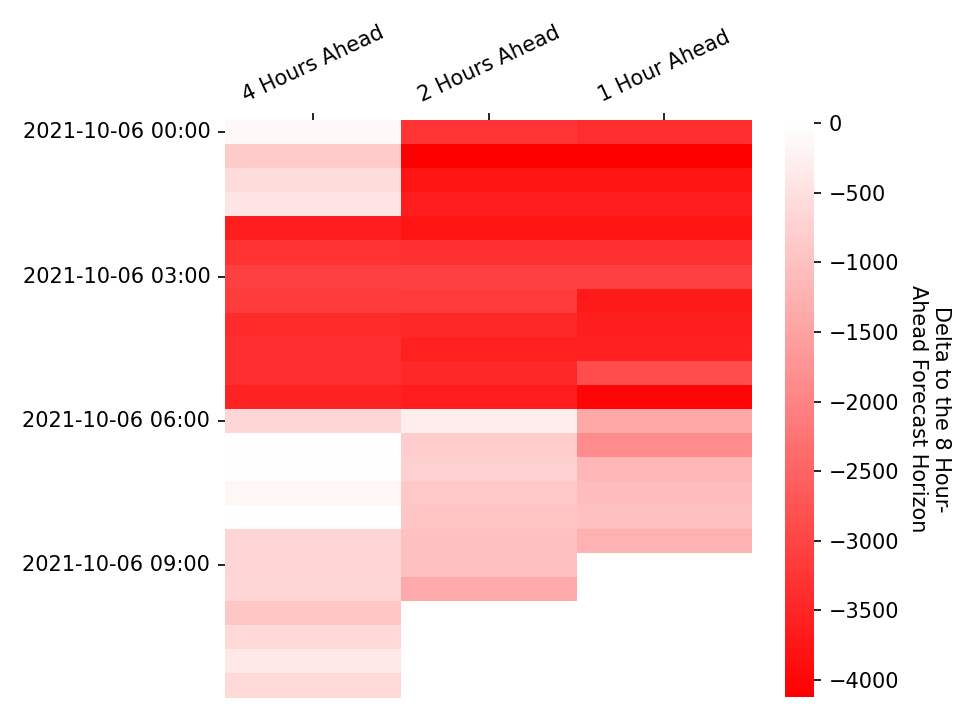 4 Hours Ahead
2 Hours Ahead
1 Hour Ahead
2021-10-06 00:00
2021-10-06 03:00
2021-10-06 06:00
2021-10-06 09:00
0
−500
−1000
−1500
−2000
−2500
−3000
−3500
−4000
Delta to the 8 Hour-
Ahead Forecast Horizon